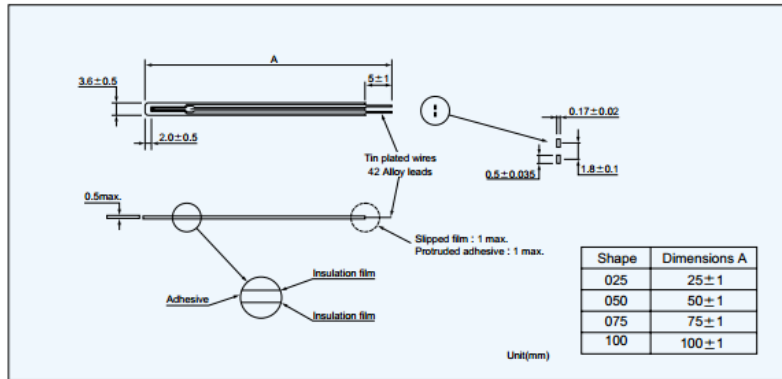 A
3.6±0.5
5±1
0.17±0.02
2.0±0.5
Tin plated wires
42 Alloy leads
0.5±0.035
1.8±0.1
0.5max.
Slipped film : 1 max.
Protruded adhesive : 1 max.
Insulation film
Adhesive
Insulation film
Shape Dimensions A
025 25±1
050 50±1
075 75±1
100 100±1
Unit(mm)